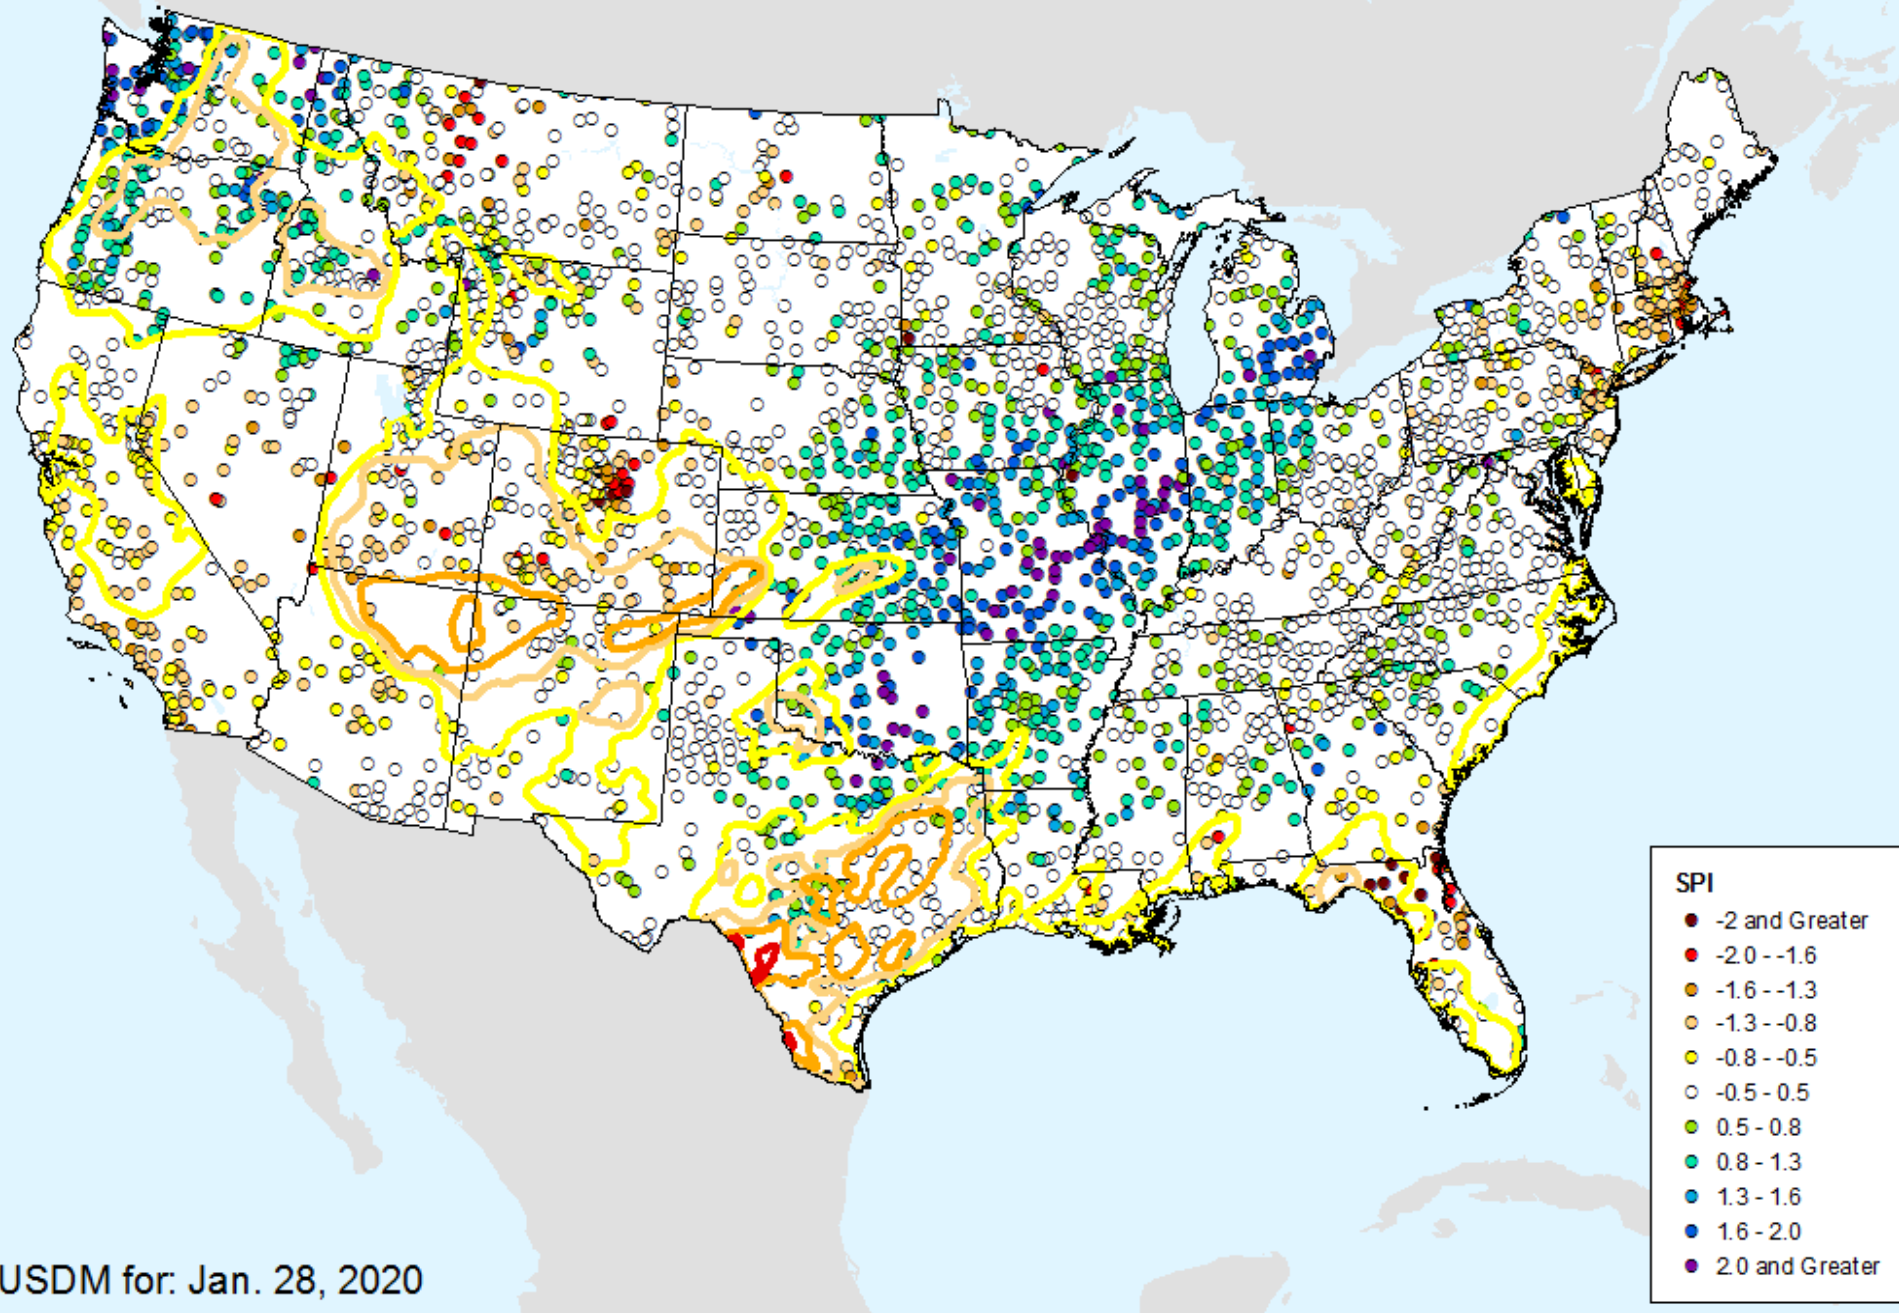 SPI
-2 and Greater
-2.0 - -1.6
-1.6 - -1.3
-1.3 - -0.8
-0.8 - -0.5
-0.5 - 0.5
0.5 - 0.8
0.8 - 1.3
1.3 - 1.6
1.6 - 2.0
2.0 and Greater
USDM for: Jan. 28, 2020